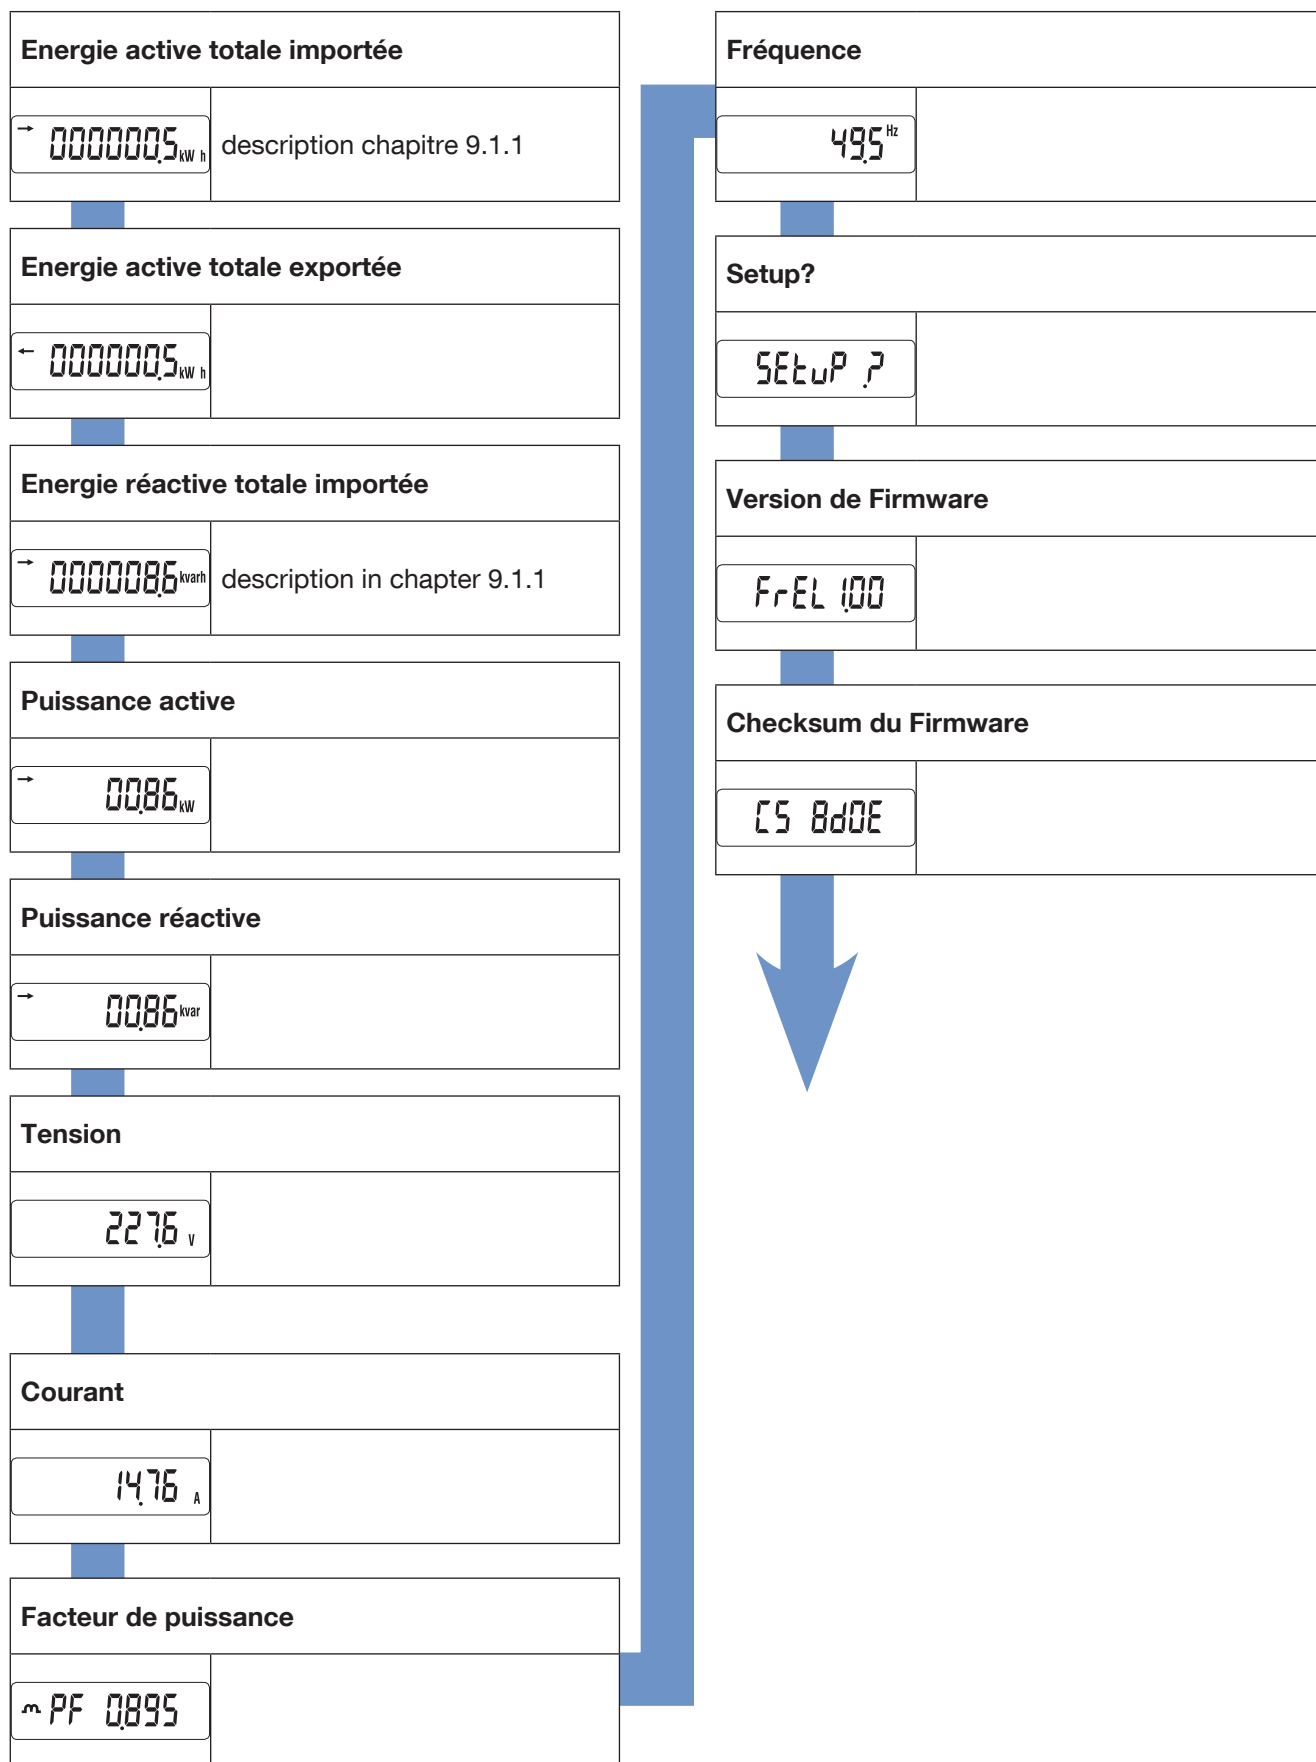 Energie active totale importée
→ 000000.5 kW h
description chapitre 9.1.1
Energie active totale exportée
← 000000.5 kW h
Energie réactive totale importée
→ 000008.6 kvarh
description in chapter 9.1.1
Puissance active
→ 00.86 kW
Puissance réactive
→ 00.86 kvar
Tension
227.6 V
Courant
14.76 A
Facteur de puissance
PF 0.895
Fréquence
49.5 Hz
Setup?
SEtuP .?
Version de Firmware
FrEL 1.00
Checksum du Firmware
CS 8d0E